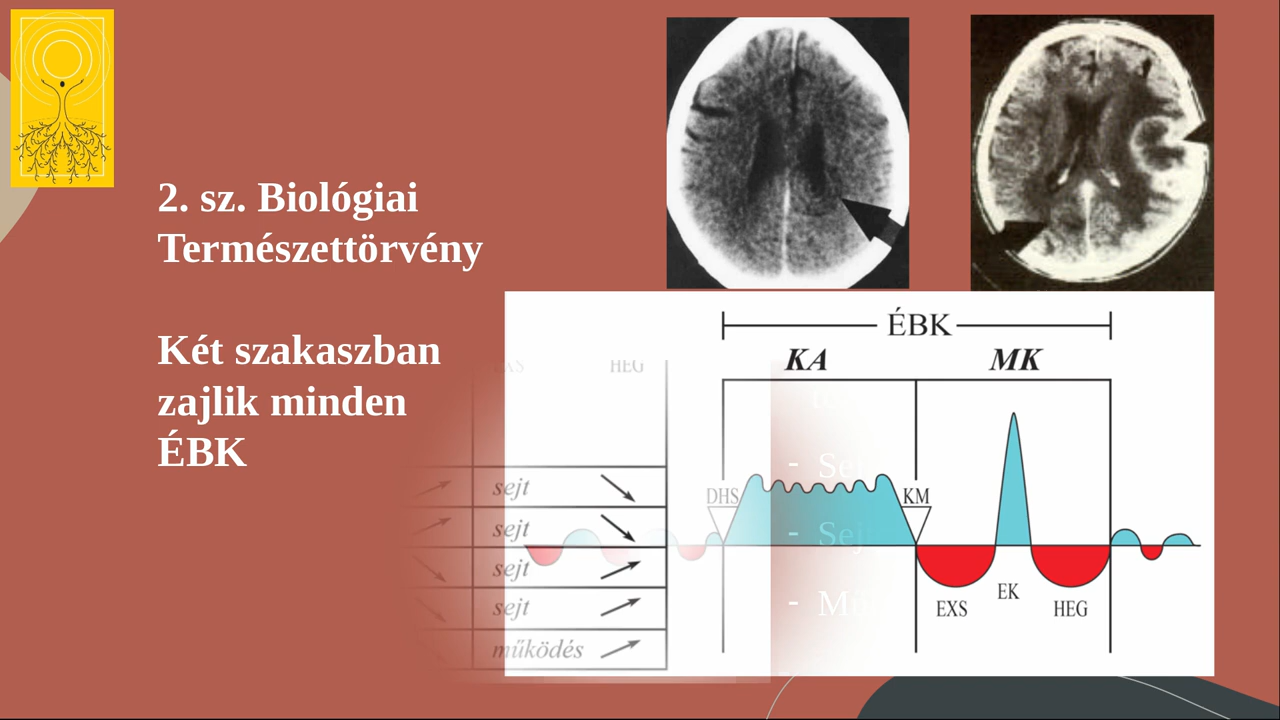 2. sz. Biológiai
Természettörvény
Két szakaszban
zajlik minden
ÉBK
ÉBK
KA MK
HEG
DHS KM
EXS EK HEG
sejt
sejt
sejt
sejt
működés